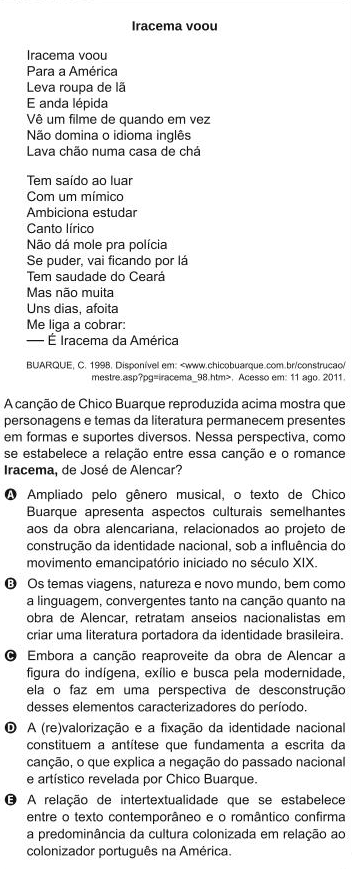 Iracema voou
Iracema voou
Para a América
Leva roupa de lã
E anda lépida
Vê um filme de quando em vez
Não domina o idioma inglês
Lava chão numa casa de chá
Tem saído ao luar
Com um mímico
Ambiciona estudar
Canto lírico
Não dá mole pra polícia
Se puder, vai ficando por lá
Tem saudade do Ceará
Mas não muita
Uns dias, afoita
Me liga a cobrar:
— É Iracema da América
BUARQUE, C. 1998. Disponível em: <www.chicobuarque.com.br/construcao/
mestre.asp?pg=iracema_98.htm>. Acesso em: 11 ago. 2011.
A canção de Chico Buarque reproduzida acima mostra que
personagens e temas da literatura permanecem presentes
em formas e suportes diversos. Nessa perspectiva, como
se estabelece a relação entre essa canção e o romance
Iracema, de José de Alencar?
A Ampliado pelo gênero musical, o texto de Chico
Buarque apresenta aspectos culturais semelhantes
aos da obra alencariana, relacionados ao projeto de
construção da identidade nacional, sob a influência do
movimento emancipatório iniciado no século XIX.
B Os temas viagens, natureza e novo mundo, bem como
a linguagem, convergentes tanto na canção quanto na
obra de Alencar, retratam anseios nacionalistas em
criar uma literatura portadora da identidade brasileira.
C Embora a canção reaproveite da obra de Alencar a
figura do indígena, exílio e busca pela modernidade,
ela o faz em uma perspectiva de desconstrução
desses elementos caracterizadores do período.
D A (re)valorização e a fixação da identidade nacional
constituem a antítese que fundamenta a escrita da
canção, o que explica a negação do passado nacional
e artístico revelada por Chico Buarque.
E A relação de intertextualidade que se estabelece
entre o texto contemporâneo e o romântico confirma
a predominância da cultura colonizada em relação ao
colonizador português na América.